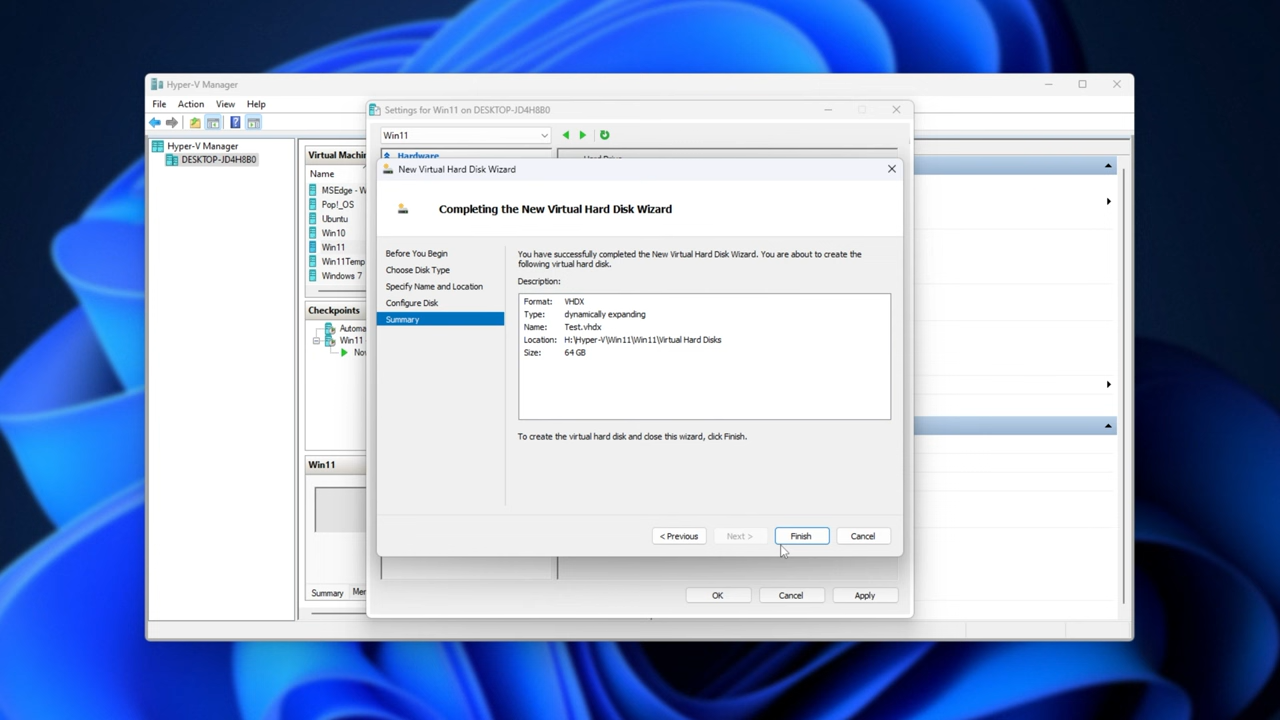 Hyper-V Manager
File Action View Help
Hyper-V Manager
DESKTOP-JD4H8B0
Virtual Machin
Name
MSEdge - W
Pop!_OS
Ubuntu
Win10
Win11
Win11Temp
Windows 7
Checkpoints
Automa
Win11
No
Win11
Summary Me
Settings for Win11 on DESKTOP-JD4H8B0
Win11
Hardware
Hard Drive
New Virtual Hard Disk Wizard
Completing the New Virtual Hard Disk Wizard
Before You Begin
Choose Disk Type
Specify Name and Location
Configure Disk
Summary
You have successfully completed the New Virtual Hard Disk Wizard. You are about to create the
following virtual hard disk.
Description:
Format: VHDX
Type: dynamically expanding
Name: Test.vhdx
Location: H:\Hyper-V\Win11\Win11\Virtual Hard Disks
Size: 64 GB
To create the virtual hard disk and close this wizard, click Finish.
< Previous Next > Finish Cancel
OK Cancel Apply